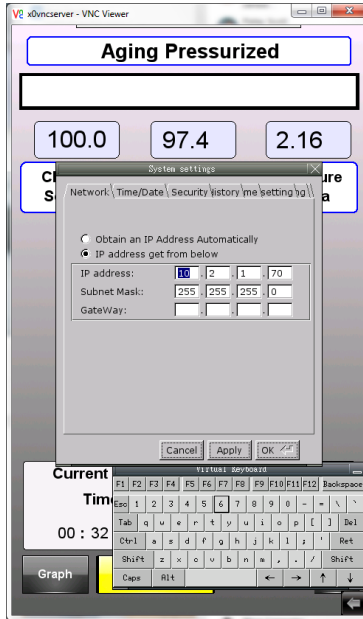 x0vncserver - VNC Viewer
Aging Pressurized
100.0 97.4 2.16
System settings
Network Time/Date Security
Obtain an IP Address Automatically
IP address get from below
IP address: 10 . 2 . 1 . 70
Subnet Mask: 255 . 255 . 255 . 0
GateWay: . . .
Cancel Apply OK
Current
Virtual Keyboard
F1 F2 F3 F4 F5 F6 F7 F8 F9 F10 F11 F12 Backspace
Esc 1 2 3 4 5 6 7 8 9 0 - = \ `
Tab q w e r t y u i o p [ ] Del
00 : 32
Ctrl a s d f g h j k l ; ' Ret
Shift z x c v b n m , . / Shift
Graph
Caps Alt ← → ↑ ↓